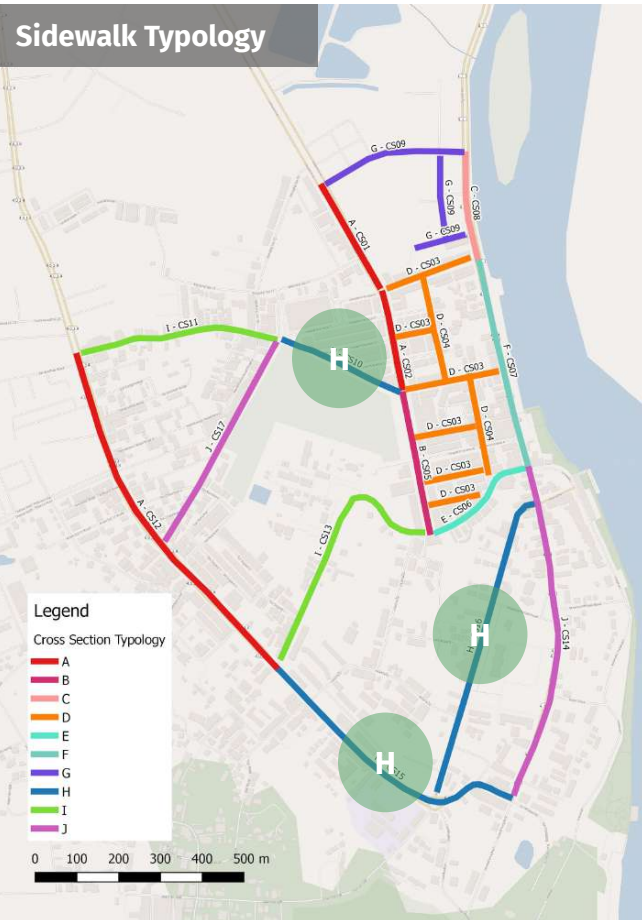 Sidewalk Typology
G - CS09
G - CS09
C - CS08
G - CS09
A - CS01
D - CS03
D - CS03
D - CS04
A - CS02
I - CS11
H
CS10
F - CS07
D - CS03
J - CS17
D - CS03
D - CS04
B - CS05
D - CS03
D - CS03
E - CS06
A - CS12
I - CS13
H
J - CS14
H
CS15
Legend
Cross Section Typology
A
B
C
D
E
F
G
H
I
J
0 100 200 300 400 500 m